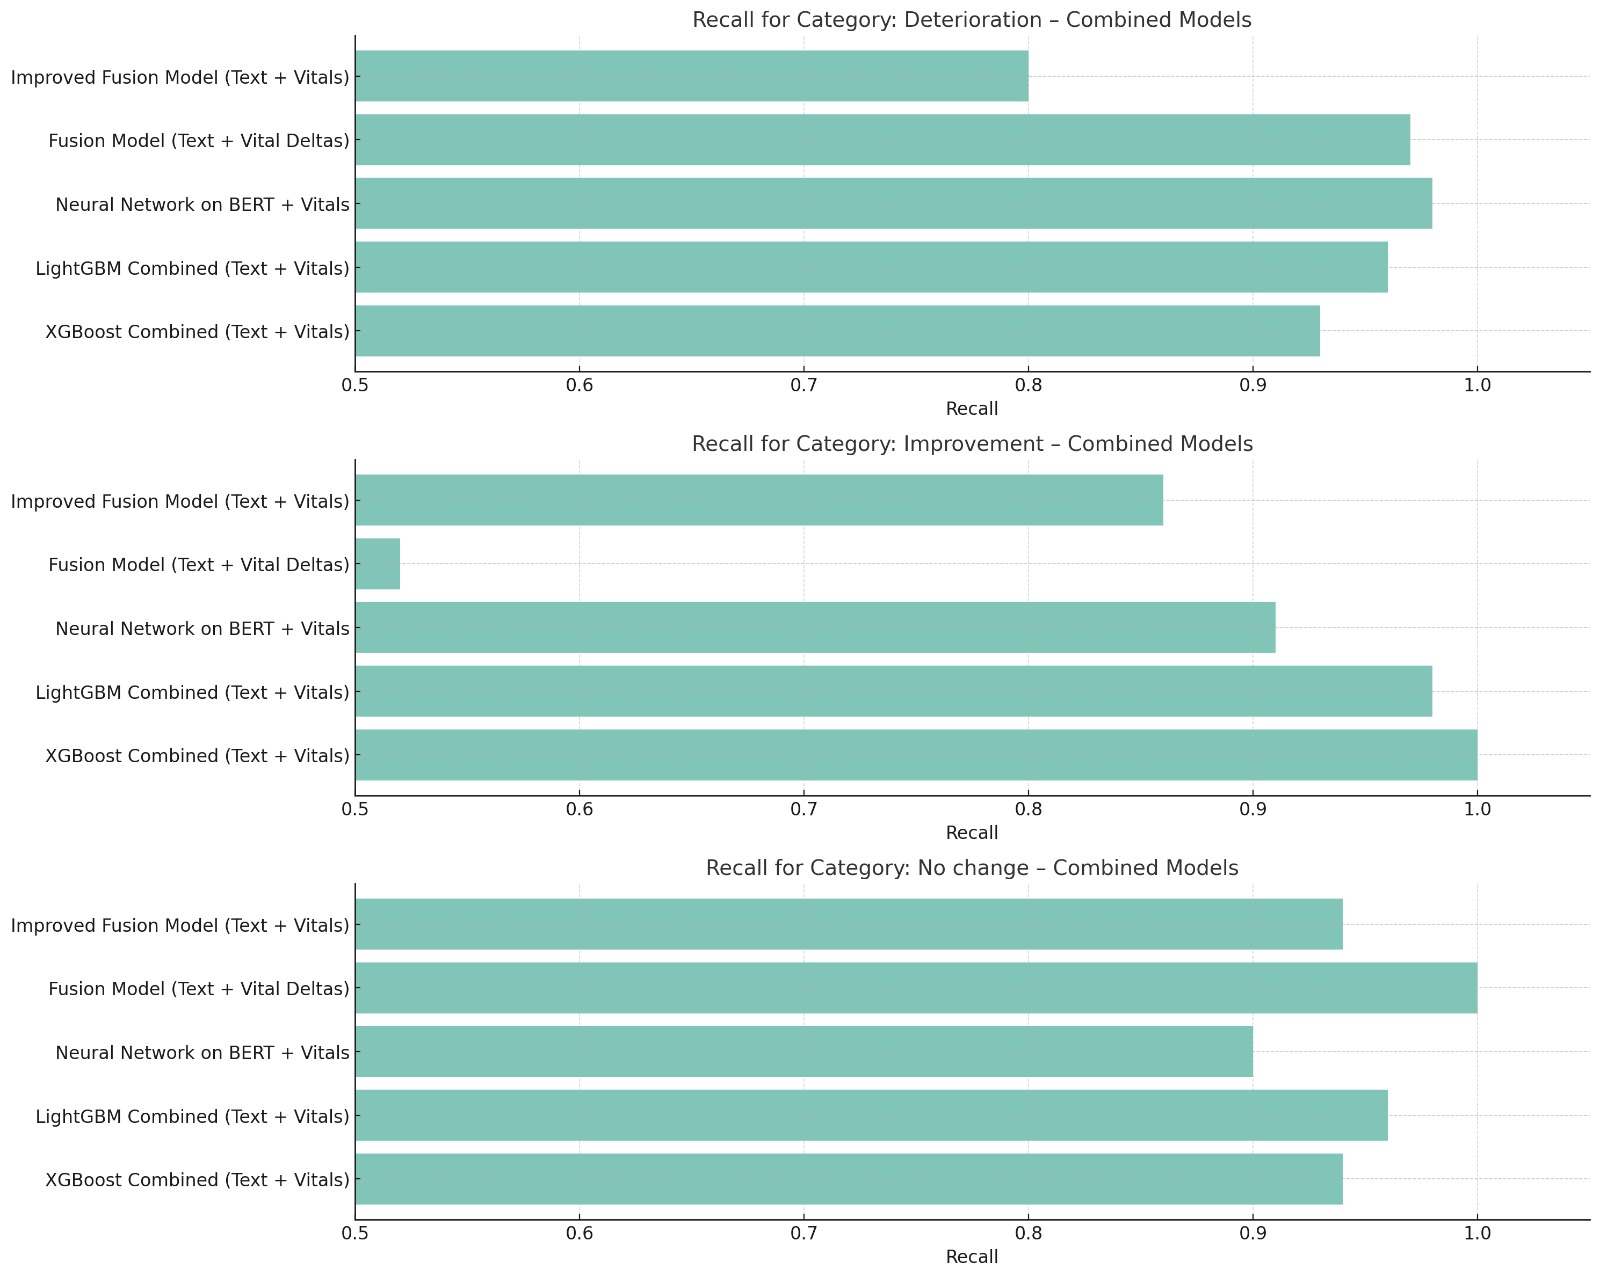 Recall for Category: Deterioration – Combined Models
Improved Fusion Model (Text + Vitals)
Fusion Model (Text + Vital Deltas)
Neural Network on BERT + Vitals
LightGBM Combined (Text + Vitals)
XGBoost Combined (Text + Vitals)
0.5 0.6 0.7 0.8 0.9 1.0
Recall
Recall for Category: Improvement – Combined Models
Improved Fusion Model (Text + Vitals)
Fusion Model (Text + Vital Deltas)
Neural Network on BERT + Vitals
LightGBM Combined (Text + Vitals)
XGBoost Combined (Text + Vitals)
0.5 0.6 0.7 0.8 0.9 1.0
Recall
Recall for Category: No change – Combined Models
Improved Fusion Model (Text + Vitals)
Fusion Model (Text + Vital Deltas)
Neural Network on BERT + Vitals
LightGBM Combined (Text + Vitals)
XGBoost Combined (Text + Vitals)
0.5 0.6 0.7 0.8 0.9 1.0
Recall